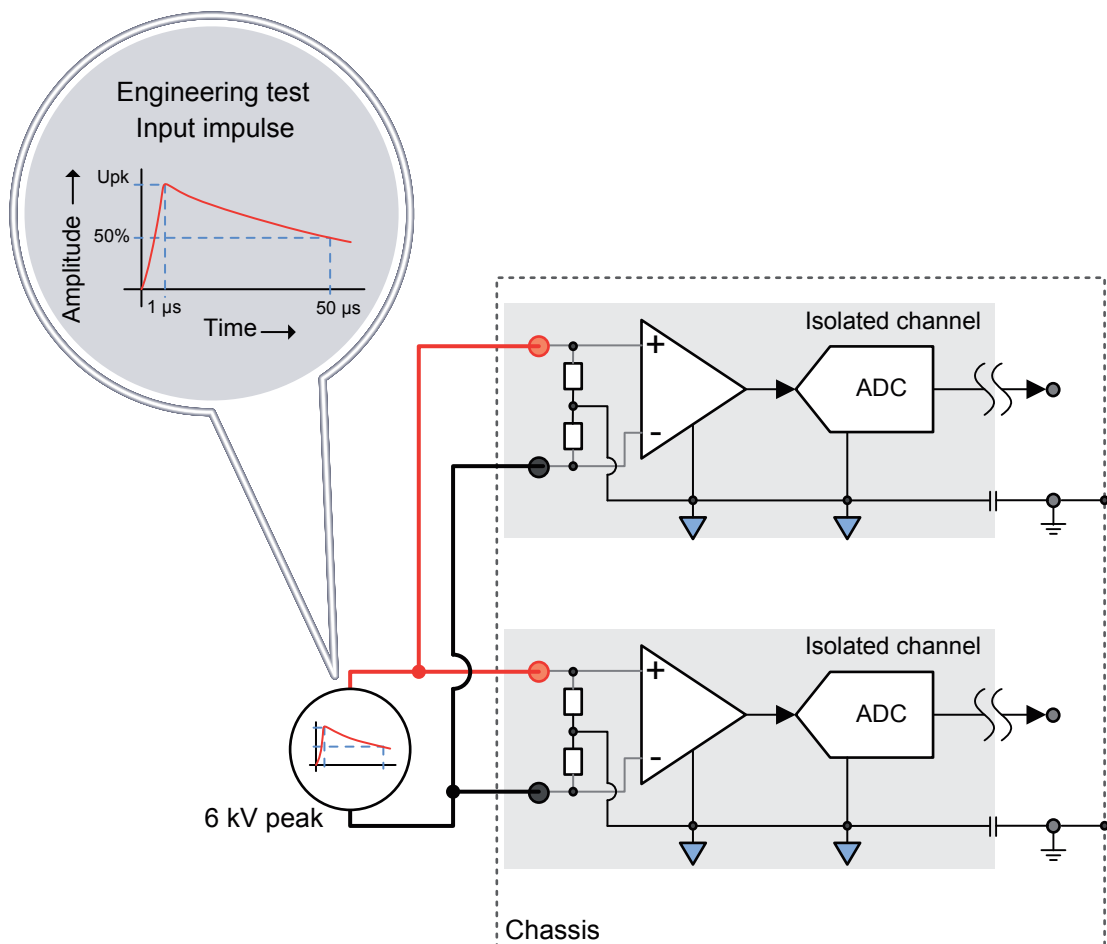 Engineering test
Input impulse
Upk
50%
Amplitude
1 µs
50 µs
Time
Isolated channel
+
-
ADC
Isolated channel
+
-
ADC
6 kV peak
Chassis